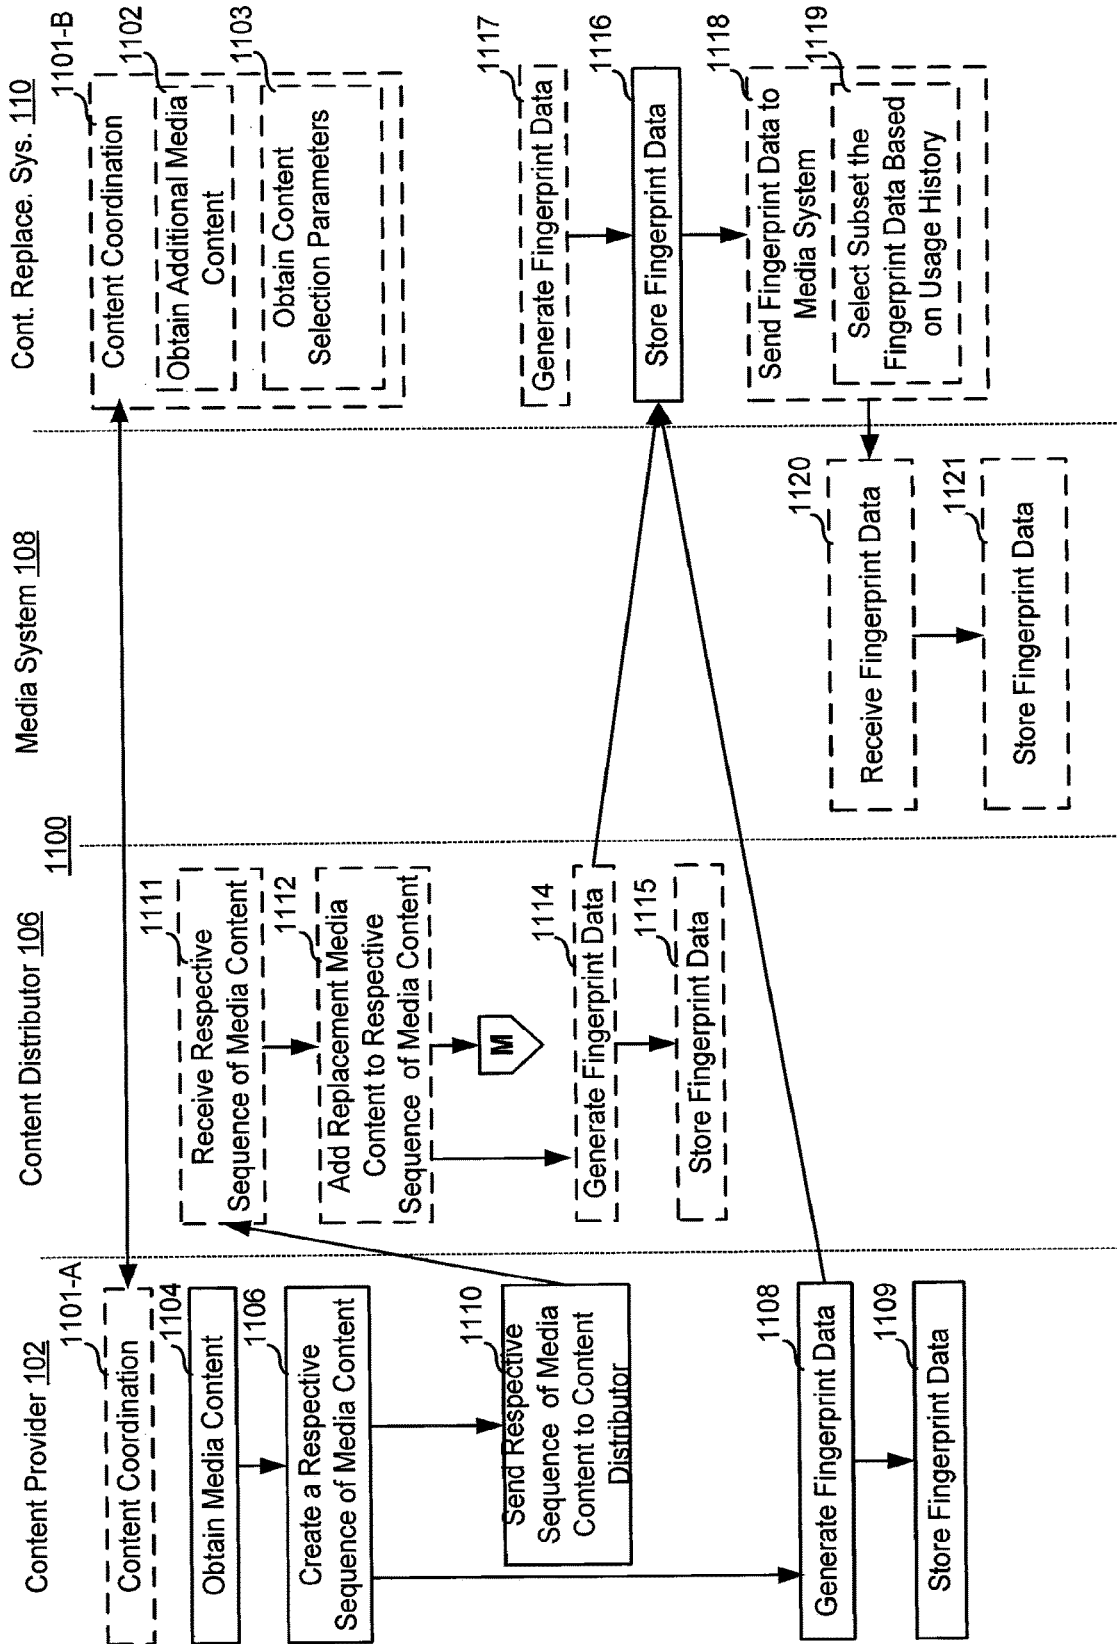 Content Provider 102
1101-A
Content Coordination
1104
Obtain Media Content
1106
Create a Respective
Sequence of Media Content
1110
Send Respective
Sequence of Media
Content to Content
Distributor
1108
Generate Fingerprint Data
1109
Store Fingerprint Data
1100
Content Distributor 106
1111
Receive Respective
Sequence of Media Content
1112
Add Replacement Media
Content to Respective
Sequence of Media Content
M
1114
Generate Fingerprint Data
1115
Store Fingerprint Data
Media System 108
1120
Receive Fingerprint Data
1121
Store Fingerprint Data
Cont. Replace. Sys. 110
1101-B
Content Coordination
1102
Obtain Additional Media
Content
1103
Obtain Content
Selection Parameters
1117
Generate Fingerprint Data
1116
Store Fingerprint Data
1118
Send Fingerprint Data to
Media System
1119
Select Subset the
Fingerprint Data Based
on Usage History